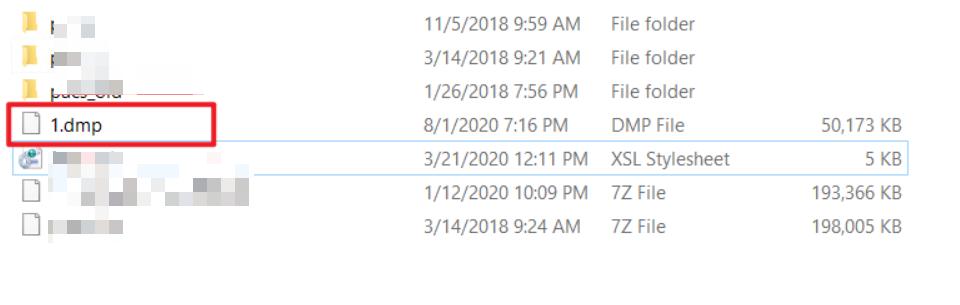 11/5/2018 9:59 AM File folder
3/14/2018 9:21 AM File folder
1/26/2018 7:56 PM File folder
1.dmp 8/1/2020 7:16 PM DMP File 50,173 KB
3/21/2020 12:11 PM XSL Stylesheet 5 KB
1/12/2020 10:09 PM 7Z File 193,366 KB
3/14/2018 9:24 AM 7Z File 198,005 KB